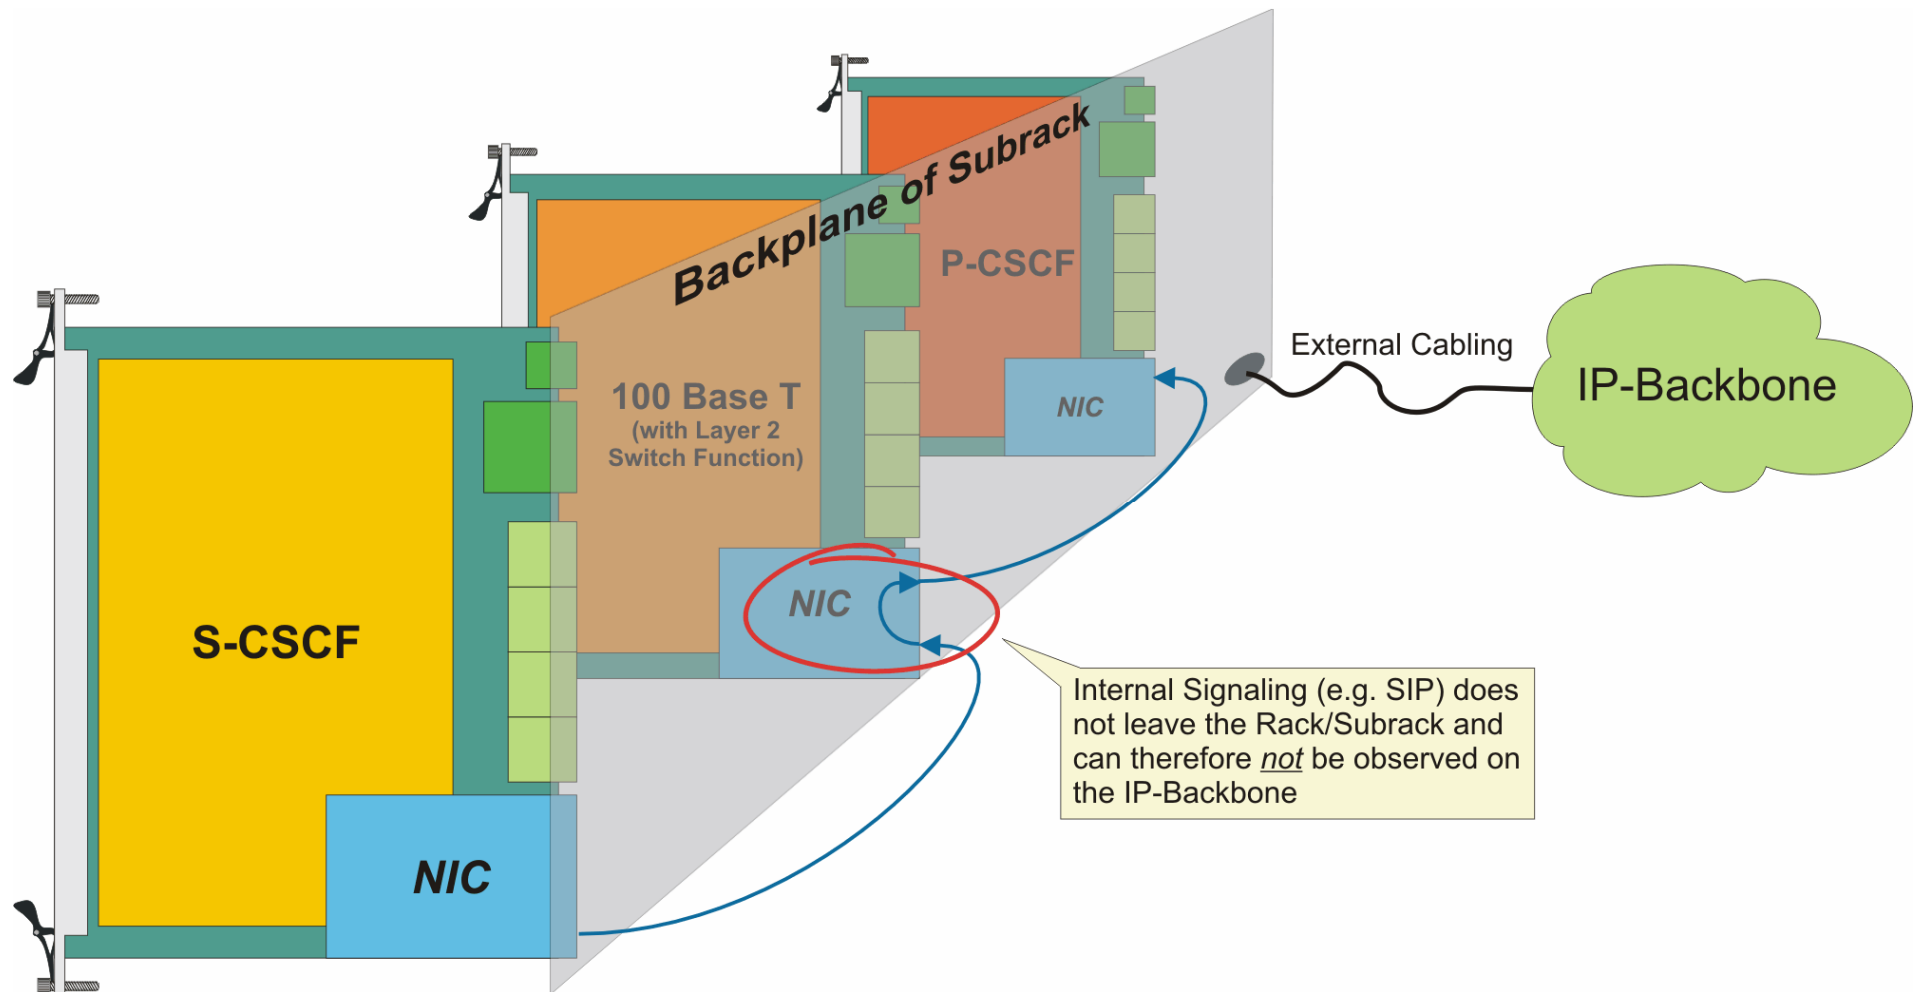 Backplane of Subrack
P-CSCF
NIC
External Cabling
IP-Backbone
100 Base T
(with Layer 2
Switch Function)
NIC
S-CSCF
NIC
Internal Signaling (e.g. SIP) does
not leave the Rack/Subrack and
can therefore not be observed on
the IP-Backbone